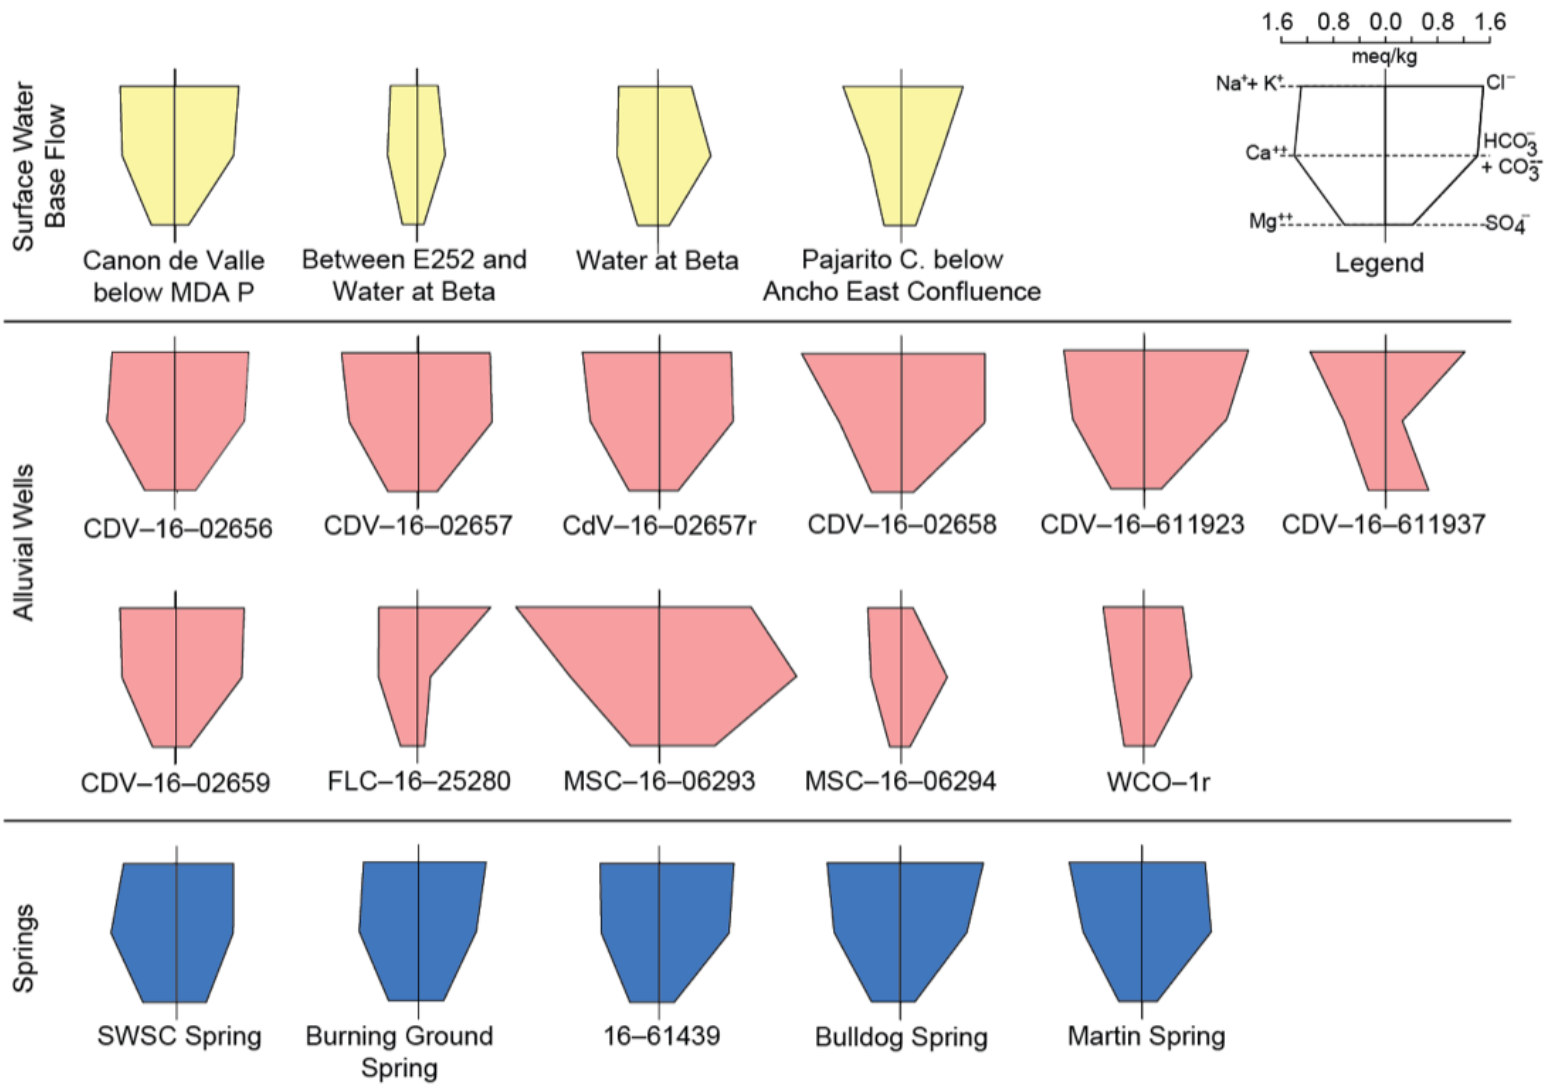 1.6 0.8 0.0 0.8 1.6
meq/kg
Na⁺+ K⁺ Cl⁻
Ca⁺⁺ HCO₃⁻
+ CO₃⁻⁻
Mg⁺⁺ SO₄⁻
Legend
Surface Water
Base Flow
Canon de Valle
below MDA P
Between E252 and
Water at Beta
Water at Beta
Pajarito C. below
Ancho East Confluence
Alluvial Wells
CDV–16–02656
CDV–16–02657
CdV–16–02657r
CDV–16–02658
CDV–16–611923
CDV–16–611937
CDV–16–02659
FLC–16–25280
MSC–16–06293
MSC–16–06294
WCO–1r
Springs
SWSC Spring
Burning Ground
Spring
16–61439
Bulldog Spring
Martin Spring